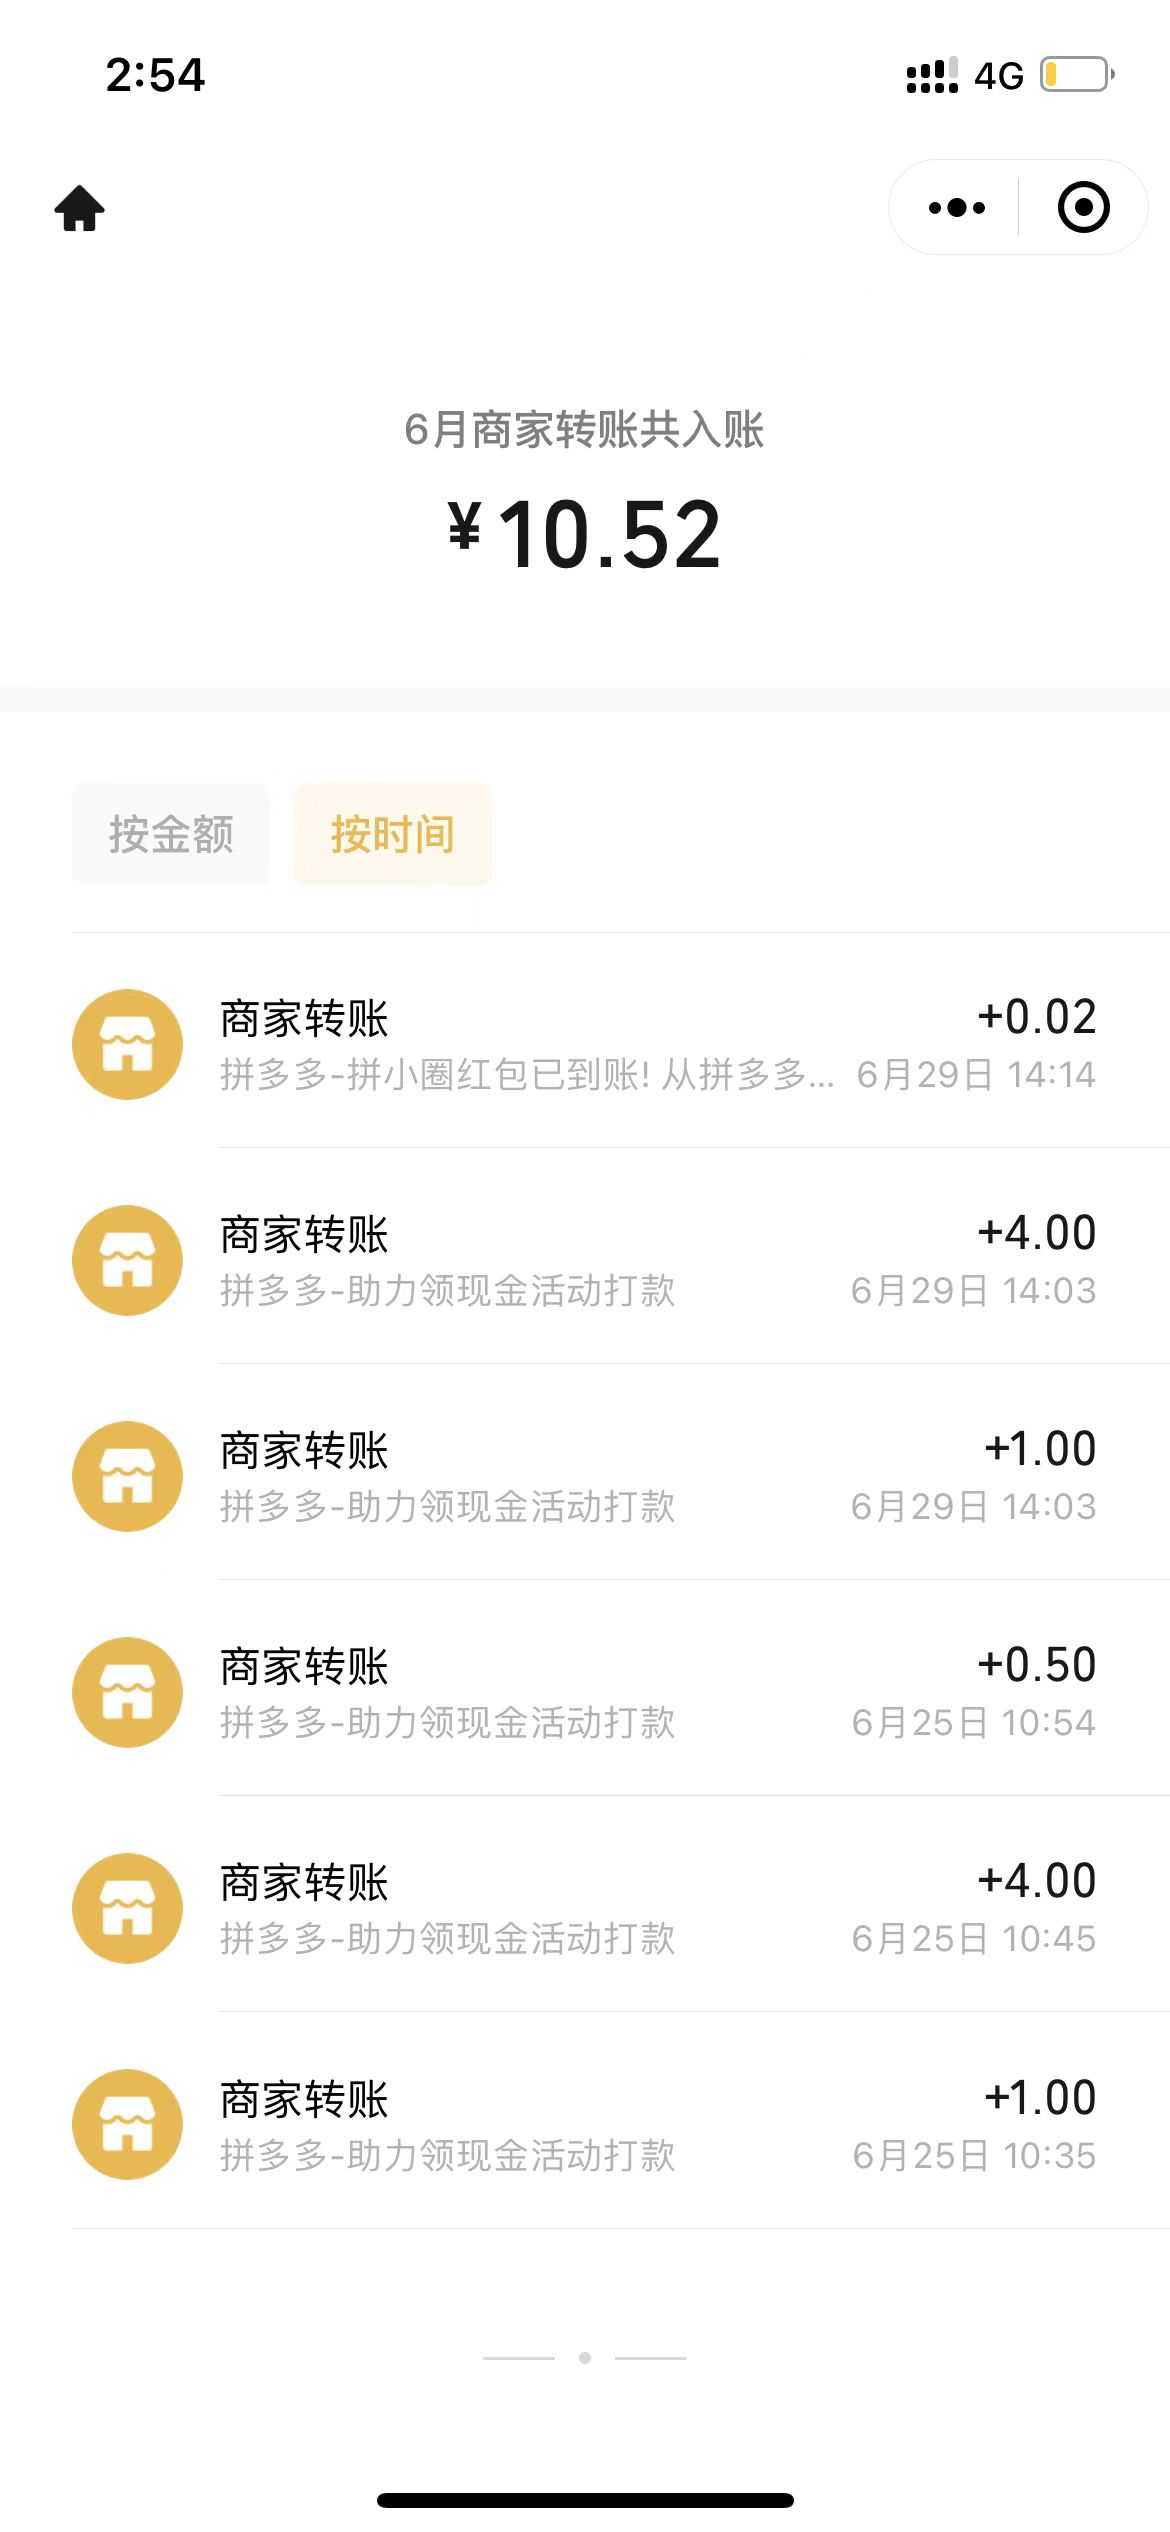 2:54
4G
6月商家转账共入账
¥10.52
按金额 按时间
商家转账 +0.02
拼多多-拼小圈红包已到账! 从拼多多... 6月29日 14:14
商家转账 +4.00
拼多多-助力领现金活动打款 6月29日 14:03
商家转账 +1.00
拼多多-助力领现金活动打款 6月29日 14:03
商家转账 +0.50
拼多多-助力领现金活动打款 6月25日 10:54
商家转账 +4.00
拼多多-助力领现金活动打款 6月25日 10:45
商家转账 +1.00
拼多多-助力领现金活动打款 6月25日 10:35